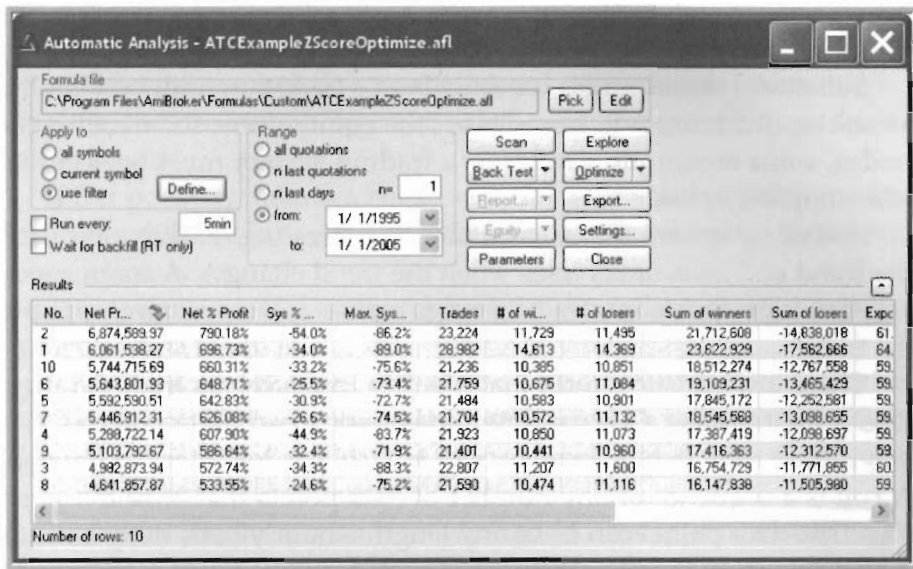 Automatic Analysis - ATCExampleZScoreOptimize.afl
Formula file
C:\Program Files\AmiBroker\Formulas\Custom\ATCExampleZScoreOptimize.afl Pick Edit
Apply to Range
all symbols all quotations Scan Explore
current symbol n last quotations Back Test Optimize
use filter Define... n last days n= 1 Report... Export...
Run every: 5min from: 1/ 1/1995 Equity Settings...
Wait for backfill (RT only) to: 1/ 1/2005 Parameters Close
Results
No. Net Pr... Net % Profit Sys % ... Max. Sys... Trades # of wi... # of losers Sum of winners Sum of losers Expo
2 6,874,589.97 790.18% -54.0% -86.2% 23,224 11,729 11,495 21,712,608 -14,838,018 61.
1 6,061,538.27 696.73% -34.0% -89.0% 28,982 14,613 14,369 23,622,929 -17,562,666 64.
10 5,744,715.69 660.31% -33.2% -75.6% 21,236 10,385 10,851 18,512,274 -12,767,558 59.
5,643,801.93 648.71% -25.5% -73.4% 21,759 10,675 11,084 19,109,231 -13,465,429 59.
5 5,592,590.51 642.83% -30.9% -72.7% 21,484 10,583 10,901 17,845,172 -12,252,581 59.
5,446,912.31 626.08% -26.6% -74.5% 21,704 10,572 11,132 18,545,568 -13,098,655 59.
4 5,288,722.14 607.90% -44.9% -83.7% 21,923 10,850 11,073 17,387,419 -12,098,697 59.
5,103,792.67 586.64% -32.4% -71.9% 21,401 10,441 10,960 17,416,363 -12,312,570 59.
3 4,982,873.94 572.74% -34.3% -88.3% 22,807 11,207 11,600 16,754,729 -11,771,855 60.
8 4,641,857.87 533.55% -24.6% -75.2% 21,590 10,474 11,116 16,147,838 -11,505,980 59.
Number of rows: 10